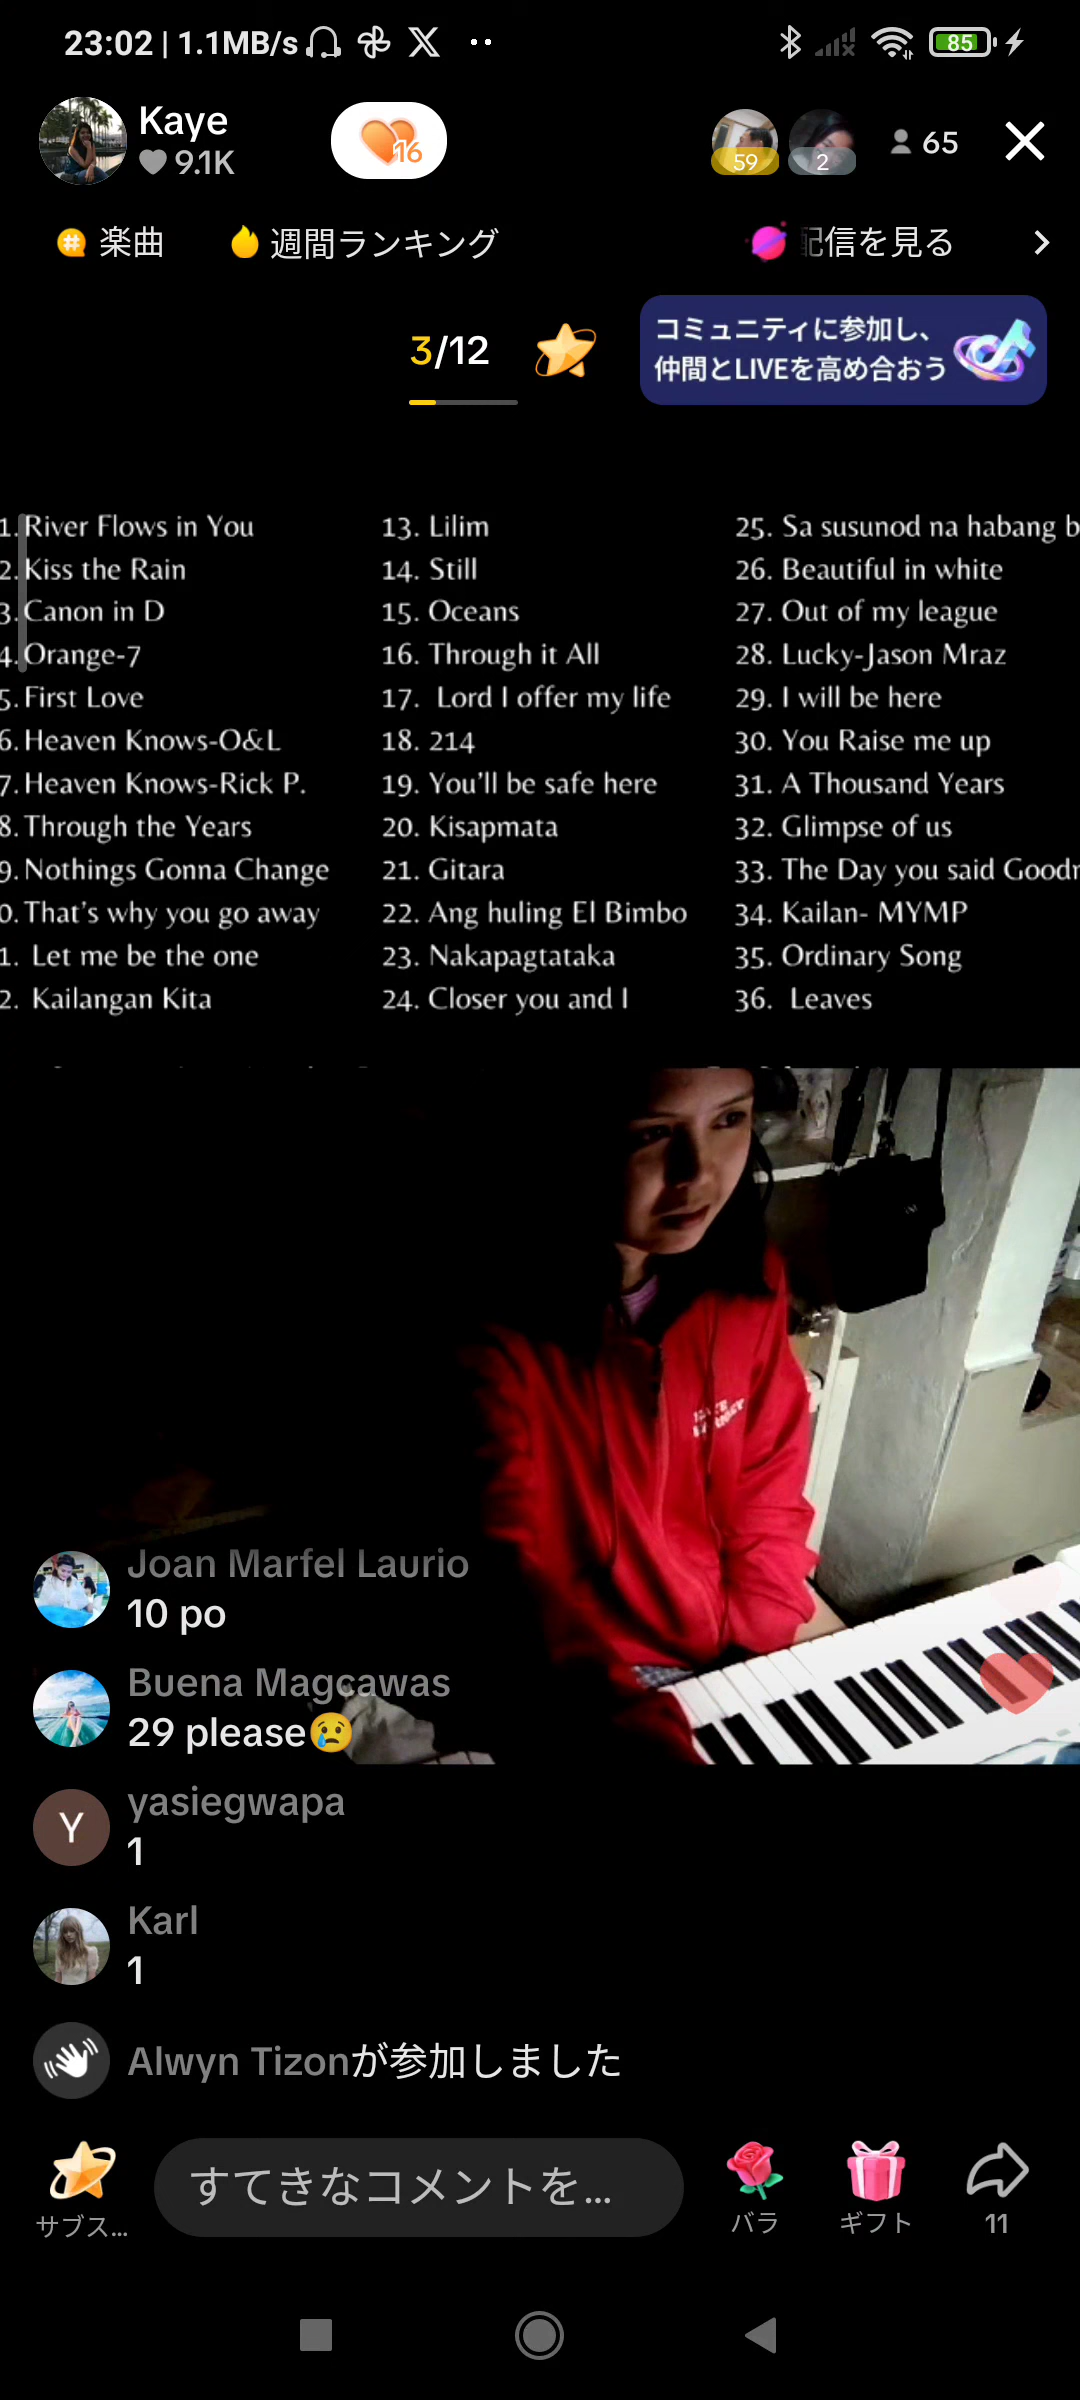 23:02 | 1.1MB/s
85
Kaye
9.1K
16
59
2
65
楽曲
週間ランキング
配信を見る
3/12
コミュニティに参加し、
仲間とLIVEを高め合おう
1. River Flows in You
2. Kiss the Rain
3. Canon in D
4. Orange-7
5. First Love
6. Heaven Knows-O&L
7. Heaven Knows-Rick P.
8. Through the Years
9. Nothings Gonna Change
0. That's why you go away
1. Let me be the one
2. Kailangan Kita
13. Lilim
14. Still
15. Oceans
16. Through it All
17. Lord I offer my life
18. 214
19. You'll be safe here
20. Kisapmata
21. Gitara
22. Ang huling El Bimbo
23. Nakapagtataka
24. Closer you and I
25. Sa susunod na habang b
26. Beautiful in white
27. Out of my league
28. Lucky-Jason Mraz
29. I will be here
30. You Raise me up
31. A Thousand Years
32. Glimpse of us
33. The Day you said Good
34. Kailan- MYMP
35. Ordinary Song
36. Leaves
Joan Marfel Laurio
10 po
Buena Magcawas
29 please😢
Y
yasiegwapa
1
Karl
1
Alwyn Tizonが参加しました
サブス...
すてきなコメントを...
バラ
ギフト
11